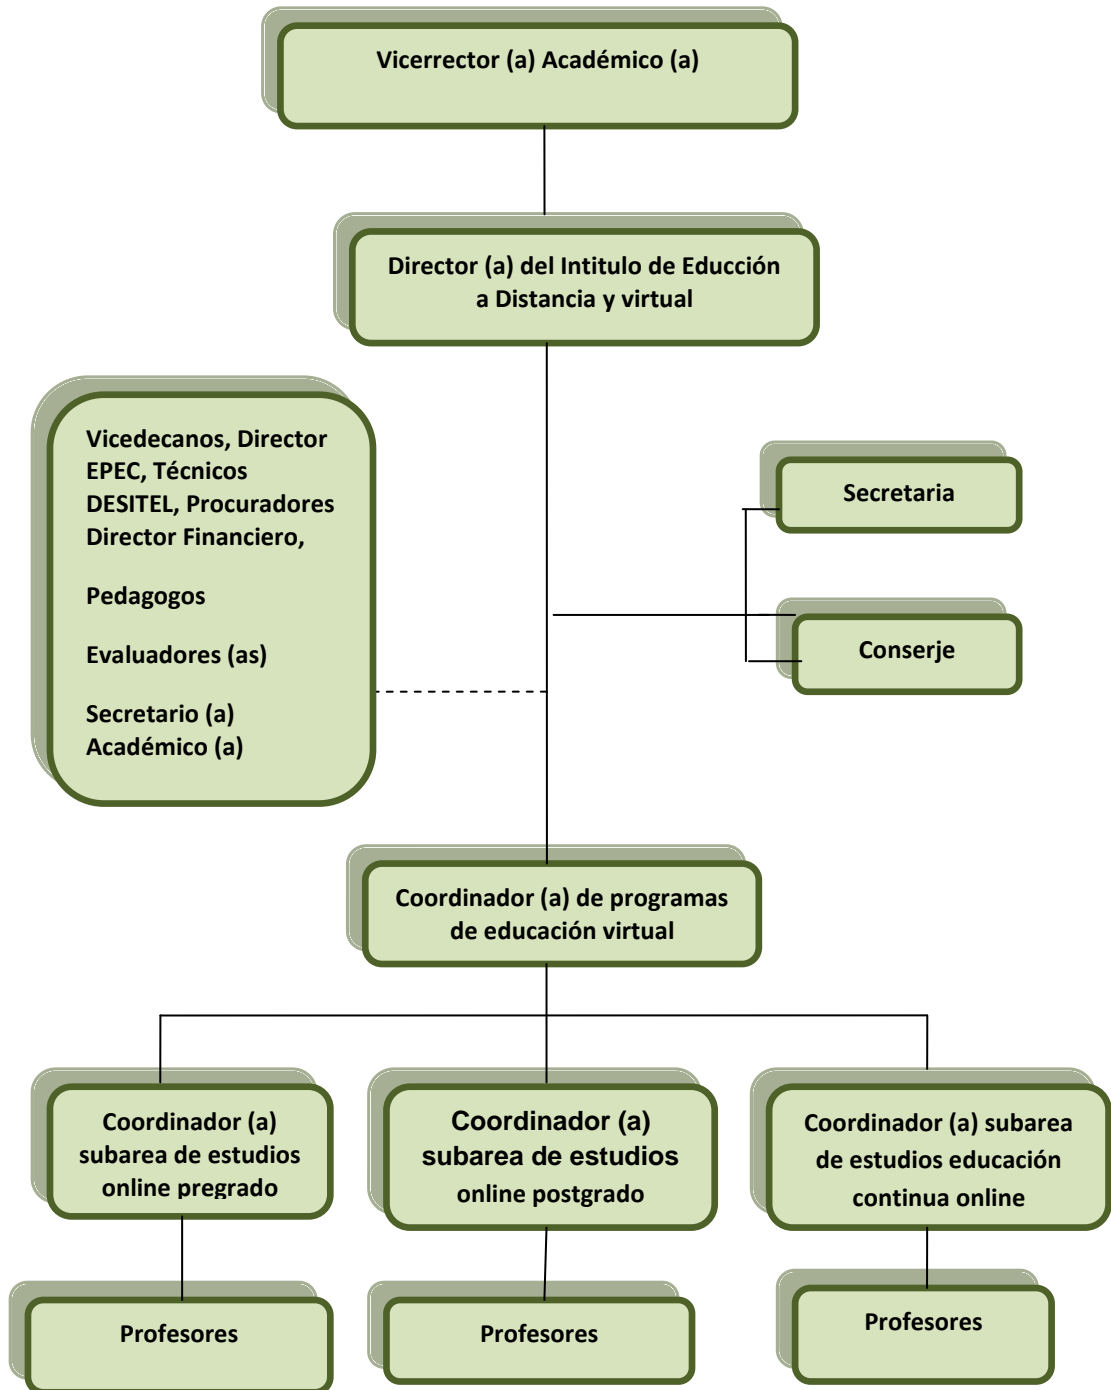 Vicerrector (a) Académico (a)
Director (a) del Intitulo de Educción
a Distancia y virtual
Vicedecanos, Director
EPEC, Técnicos
DESITEL, Procuradores
Director Financiero,
Pedagogos
Evaluadores (as)
Secretario (a)
Académico (a)
Secretaria
Conserje
Coordinador (a) de programas
de educación virtual
Coordinador (a)
subarea de estudios
online pregrado
Coordinador (a)
subarea de estudios
online postgrado
Coordinador (a) subarea
de estudios educación
continua online
Profesores
Profesores
Profesores